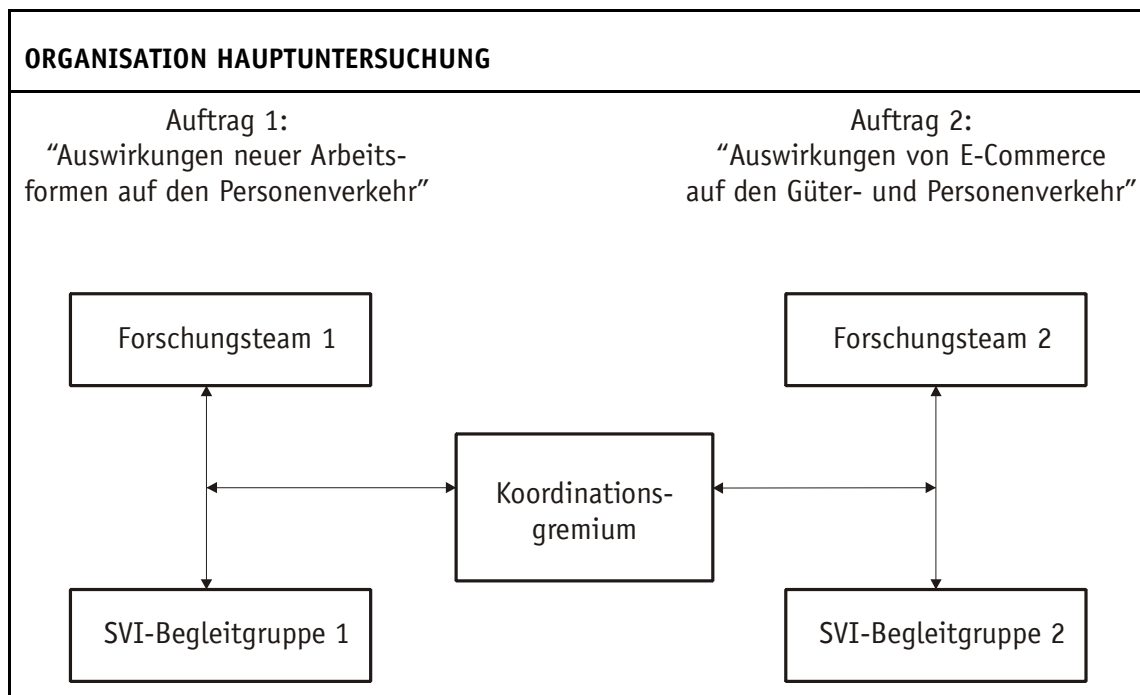 ORGANISATION HAUPTUNTERSUCHUNG
Auftrag 1:
“Auswirkungen neuer Arbeits-
formen auf den Personenverkehr”
Auftrag 2:
“Auswirkungen von E-Commerce
auf den Güter- und Personenverkehr”
Forschungsteam 1
Forschungsteam 2
Koordinations-
gremium
SVI-Begleitgruppe 1
SVI-Begleitgruppe 2